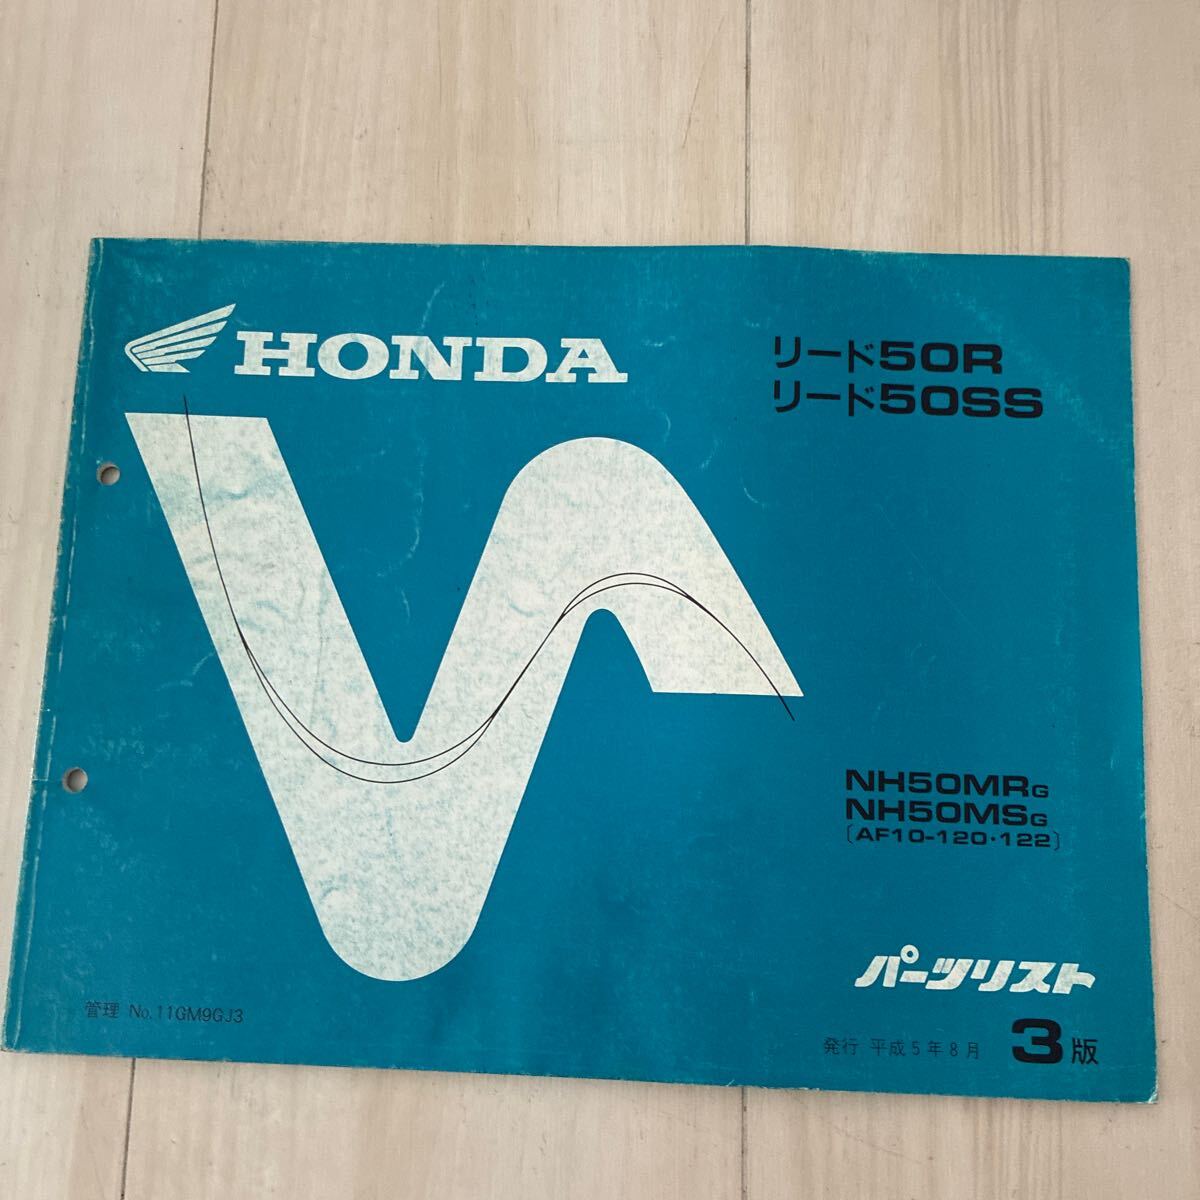 HONDA
リード50R
リード50SS
NH50MRG
NH50MSG
〔AF10-120・122〕
パーツリスト
管理 No.11GM9GJ3
発行 平成5年8月
3版